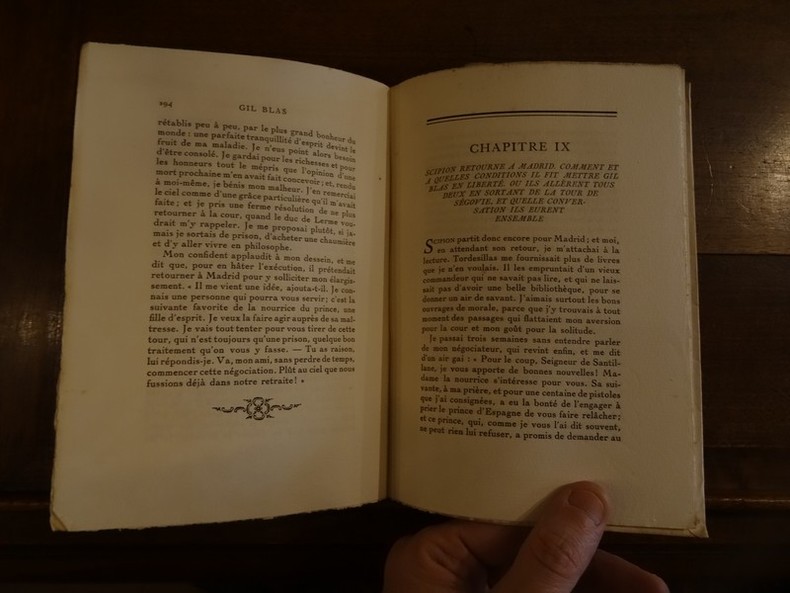 294
GIL BLAS
rétablis peu à peu, par le plus grand bonheur du
monde : une parfaite tranquillité d'esprit devint le
fruit de ma maladie. Je n'eus point alors besoin
d'être consolé. Je gardai pour les richesses et pour
les honneurs tout le mépris que l'opinion d'une
mort prochaine m'en avait fait concevoir ; et, rendu
à moi-même, je bénis mon malheur. J'en remerciai
le ciel comme d'une grâce particulière qu'il m'avait
faite ; et je pris une ferme résolution de ne plus
retourner à la cour, quand le duc de Lerme vou-
drait m'y rappeler. Je me proposai plutôt, si ja-
mais je sortais de prison, d'acheter une chaumière
et d'y aller vivre en philosophe.
Mon confident applaudit à mon dessein, et me
dit que, pour en hâter l'exécution, il prétendait
retourner à Madrid pour y solliciter mon élargis-
sement. « Il me vient une idée, ajouta-t-il. Je con-
nais une personne qui pourra vous servir ; c'est la
suivante favorite de la nourrice du prince, une
fille d'esprit. Je veux la faire agir auprès de sa maî-
tresse. Je vais tout tenter pour vous tirer de cette
tour, qui n'est toujours qu'une prison, quelque bon
traitement qu'on vous y fasse. — Tu as raison,
lui répondis-je. Va, mon ami, sans perdre de temps,
commencer cette négociation. Plût au ciel que nous
fussions déjà dans notre retraite ! »
CHAPITRE IX
SCIPION RETOURNE A MADRID. COMMENT ET
A QUELLES CONDITIONS IL FIT METTRE GIL
BLAS EN LIBERTÉ. OU ILS ALLÈRENT TOUS
DEUX EN SORTANT DE LA TOUR DE
SÉGOVIE, ET QUELLE CONVER-
SATION ILS EURENT
ENSEMBLE
SCIPION partit donc encore pour Madrid ; et moi,
en attendant son retour, je m'attachai à la
lecture. Tordesillas me fournissait plus de livres
que je n'en voulais. Il les empruntait d'un vieux
commandeur qui ne savait pas lire, et qui ne lais-
sait pas d'avoir une belle bibliothèque, pour se
donner un air de savant. J'aimais surtout les bons
ouvrages de morale, parce que j'y trouvais à tout
moment des passages qui flattaient mon aversion
pour la cour et mon goût pour la solitude.
Je passai trois semaines sans entendre parler
de mon négociateur, qui revint enfin, et me dit
d'un air gai : « Pour le coup, Seigneur de Santil-
lane, je vous apporte de bonnes nouvelles ! Ma-
dame la nourrice s'intéresse pour vous. Sa sui-
vante, à ma prière, et pour une centaine de pistoles
que j'ai consignées, a eu la bonté de l'engager à
prier le prince d'Espagne de vous faire relâcher ;
et ce prince, qui, comme je vous l'ai dit souvent,
ne peut rien lui refuser, a promis de demander au